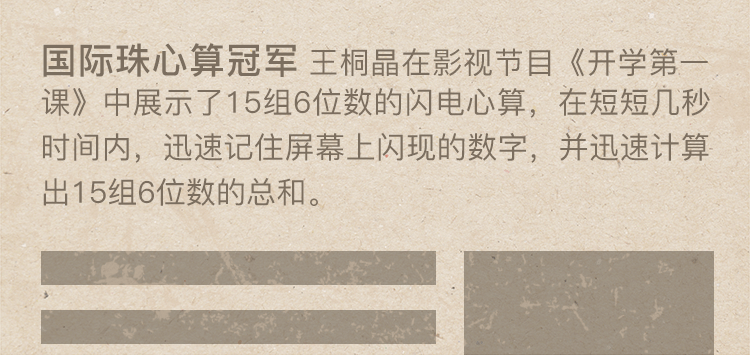 国际珠心算冠军 王桐晶在影视节目《开学第一
课》中展示了15组6位数的闪电心算，在短短几秒
时间内，迅速记住屏幕上闪现的数字，并迅速计算
出15组6位数的总和。